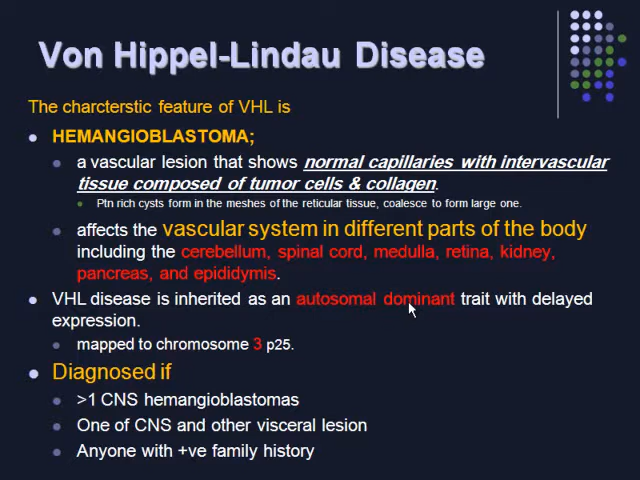 Von Hippel-Lindau Disease
The charcterstic feature of VHL is
HEMANGIOBLASTOMA;
a vascular lesion that shows normal capillaries with intervascular
tissue composed of tumor cells & collagen.
Ptn rich cysts form in the meshes of the reticular tissue, coalesce to form large one.
affects the vascular system in different parts of the body
including the cerebellum, spinal cord, medulla, retina, kidney,
pancreas, and epididymis.
VHL disease is inherited as an autosomal dominant trait with delayed
expression.
mapped to chromosome 3 p25.
Diagnosed if
>1 CNS hemangioblastomas
One of CNS and other visceral lesion
Anyone with +ve family history